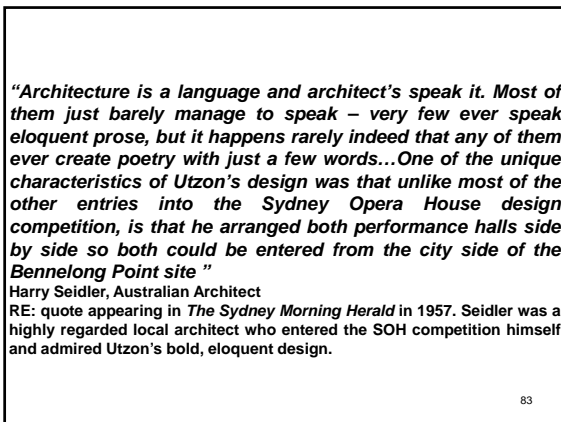 “Architecture is a language and architect’s speak it. Most of
them just barely manage to speak – very few ever speak
eloquent prose, but it happens rarely indeed that any of them
ever create poetry with just a few words…One of the unique
characteristics of Utzon’s design was that unlike most of the
other entries into the Sydney Opera House design
competition, is that he arranged both performance halls side
by side so both could be entered from the city side of the
Bennelong Point site ”
Harry Seidler, Australian Architect
RE: quote appearing in The Sydney Morning Herald in 1957. Seidler was a
highly regarded local architect who entered the SOH competition himself
and admired Utzon’s bold, eloquent design.
83